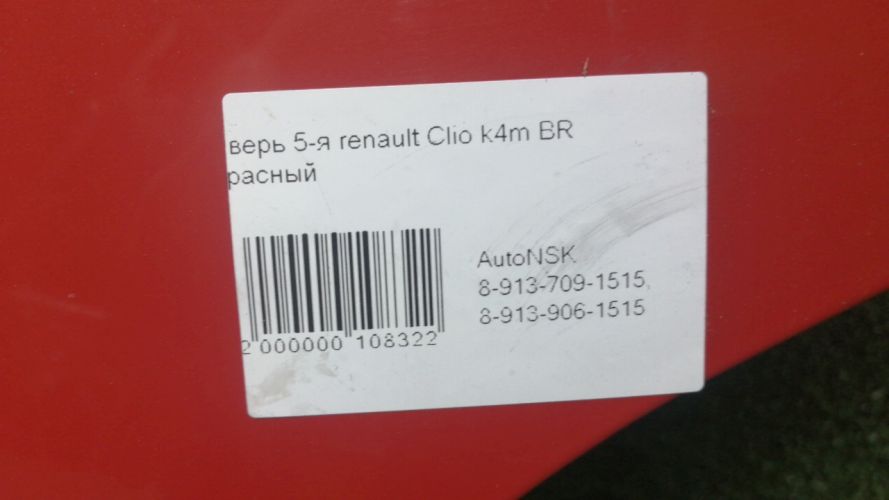 верь 5-я renault Clio k4m BR
расный
AutoNSK
8-913-709-1515,
8-913-906-1515
2 000000 108322